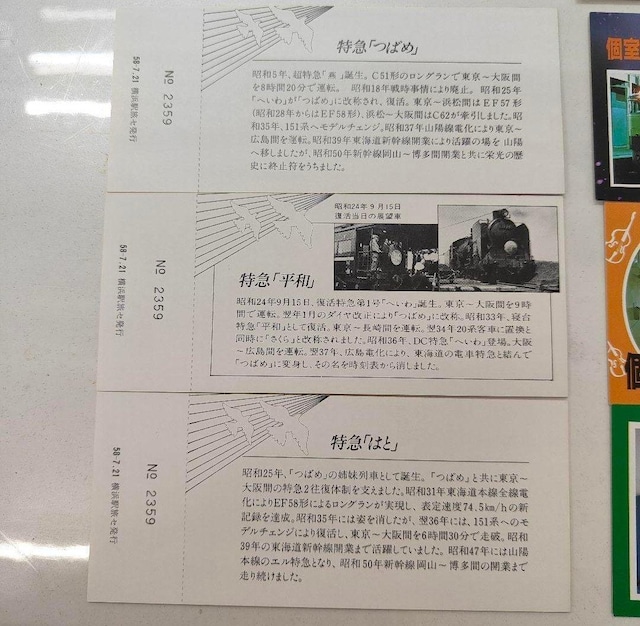 特急「つばめ」
昭和5年、超特急「燕」誕生。C51形のロングランで東京～大阪間
を8時間20分で運転。 昭和18年戦時事情により廃止。昭和25年
「へいわ」が「つばめ」に改称され、復活。東京～浜松間はEF57形
(昭和28年からはEF58形)、浜松～大阪間はC62が牽引しました。昭
和35年、151系へモデルチェンジ。昭和37年山陽線電化により東京～
広島間を運転。昭和39年東海道新幹線開業により活躍の場を山陽
へ移しましたが、昭和50年新幹線岡山～博多間開業と共に栄光の歴
史に終止符をうちました。
No 2359
58-7.21 横浜駅旅々発行
昭和24年9月15日
復活当日の展望車
特急「平和」
昭和24年9月15日、復活特急第1号「へいわ」誕生。東京～大阪間を9時
間で運転。翌年1月のダイヤ改正により「つばめ」に改称。昭和33年、寝台
特急「平和」として復活。東京～長崎間を運転。翌34年20系客車に置換と
同時に「さくら」と改称されました。昭和36年、DC特急「へいわ」登場。大阪
～広島間を運転。翌37年、広島電化により、東海道の電車特急と結んで
「つばめ」に変身し、その名を時刻表から消しました。
No 2359
58-7.21 横浜駅旅々発行
特急「はと」
昭和25年、「つばめ」の姉妹列車として誕生。「つばめ」と共に東京～
大阪間の特急2往復体制を支えました。昭和31年東海道本線全線電
化によりEF58形によるロングランが実現し、表定速度74.5km/hの新
記録を達成。昭和35年には姿を消したが、翌36年には、151系へのモ
デルチェンジにより復活し、東京～大阪間を6時間30分で走破。昭和
39年の東海道新幹線開業まで活躍していました。昭和47年には山陽
本線のエル特急となり、昭和50年新幹線岡山～博多間の開業まで
走り続けました。
No 2359
58-7.21 横浜駅旅々発行
個室
個